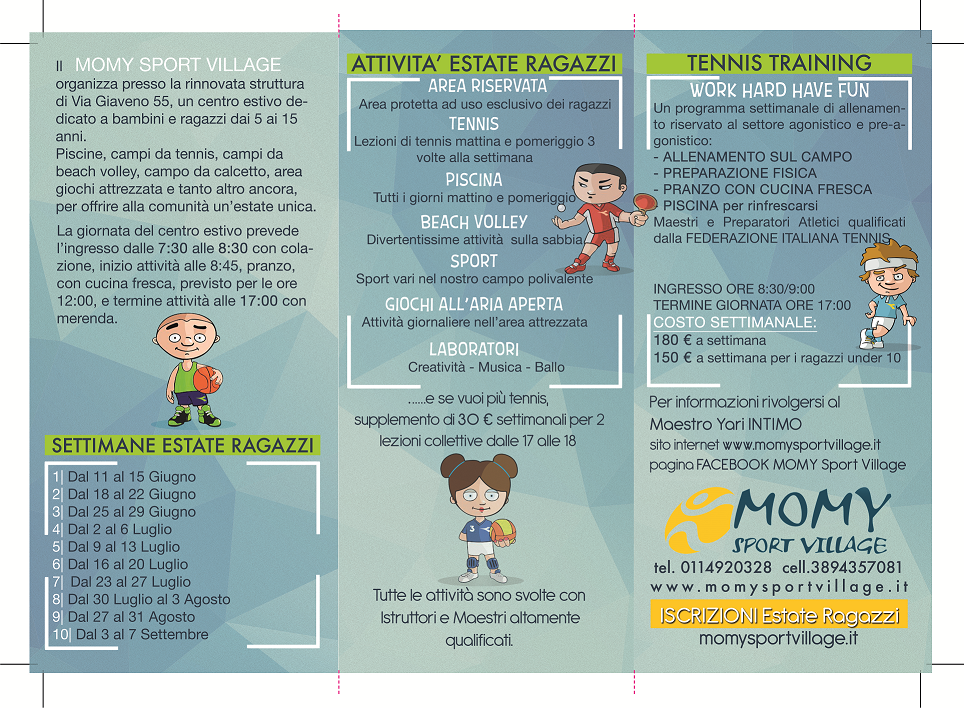 Il MOMY SPORT VILLAGE
organizza presso la rinnovata struttura
di Via Giaveno 55, un centro estivo de-
dicato a bambini e ragazzi dai 5 ai 15
anni.
Piscine, campi da tennis, campi da
beach volley, campo da calcetto, area
giochi attrezzata e tanto altro ancora,
per offrire alla comunità un'estate unica.
La giornata del centro estivo prevede
l'ingresso dalle 7:30 alle 8:30 con cola-
zione, inizio attività alle 8:45, pranzo,
con cucina fresca, previsto per le ore
12:00, e termine attività alle 17:00 con
merenda.
SETTIMANE ESTATE RAGAZZI
1| Dal 11 al 15 Giugno
2| Dal 18 al 22 Giugno
3| Dal 25 al 29 Giugno
4| Dal 2 al 6 Luglio
5| Dal 9 al 13 Luglio
6| Dal 16 al 20 Luglio
7| Dal 23 al 27 Luglio
8| Dal 30 Luglio al 3 Agosto
9| Dal 27 al 31 Agosto
10| Dal 3 al 7 Settembre
ATTIVITA' ESTATE RAGAZZI
AREA RISERVATA
Area protetta ad uso esclusivo dei ragazzi
TENNIS
Lezioni di tennis mattina e pomeriggio 3
volte alla settimana
PISCINA
Tutti i giorni mattino e pomeriggio
BEACH VOLLEY
Divertentissime attività sulla sabbia
SPORT
Sport vari nel nostro campo polivalente
GIOCHI ALL'ARIA APERTA
Attività giornaliere nell'area attrezzata
LABORATORI
Creatività - Musica - Ballo
......e se vuoi più tennis,
supplemento di 30 € settimanali per 2
lezioni collettive dalle 17 alle 18
3
Tutte le attività sono svolte con
Istruttori e Maestri altamente
qualificati.
TENNIS TRAINING
WORK HARD HAVE FUN
Un programma settimanale di allenamen-
to riservato al settore agonistico e pre-a-
gonistico:
- ALLENAMENTO SUL CAMPO
- PREPARAZIONE FISICA
- PRANZO CON CUCINA FRESCA
- PISCINA per rinfrescarsi
Maestri e Preparatori Atletici qualificati
dalla FEDERAZIONE ITALIANA TENNIS
INGRESSO ORE 8:30/9:00
TERMINE GIORNATA ORE 17:00
COSTO SETTIMANALE:
180 € a settimana
150 € a settimana per i ragazzi under 10
Per informazioni rivolgersi al
Maestro Yari INTIMO
sito internet www.momysportvillage.it
pagina FACEBOOK MOMY Sport Village
MOMY
SPORT VILLAGE
tel. 0114920328 cell.3894357081
www.momysportvillage.it
ISCRIZIONI Estate Ragazzi
momysportvillage.it